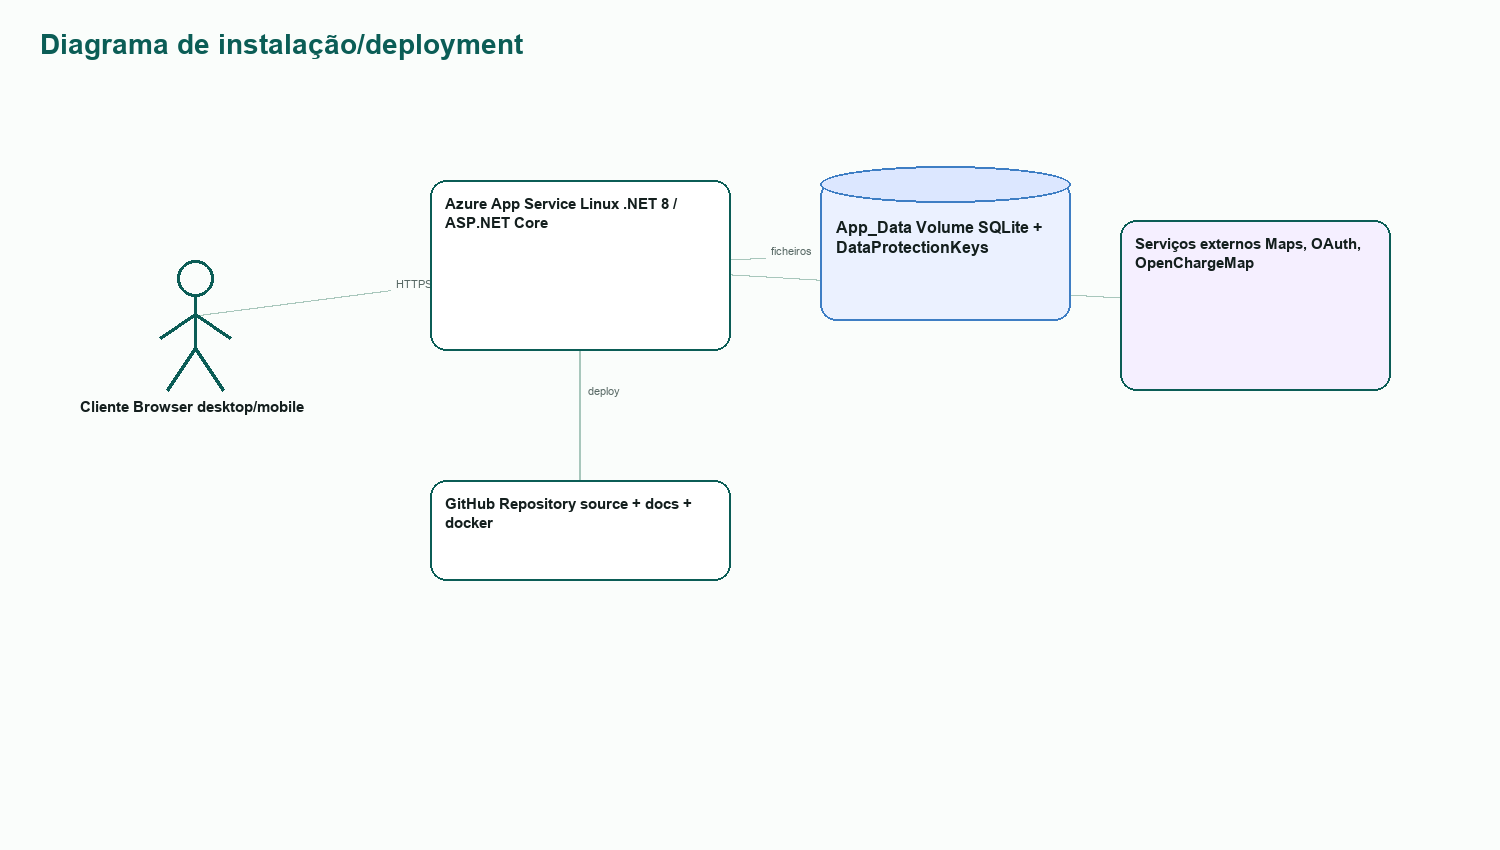 Diagrama de instalação/deployment
Azure App Service Linux .NET 8 /
ASP.NET Core
App_Data Volume SQLite +
DataProtectionKeys
Serviços externos Maps, OAuth,
OpenChargeMap
ficheiros
HTTPS
Cliente Browser desktop/mobile
deploy
GitHub Repository source + docs +
docker